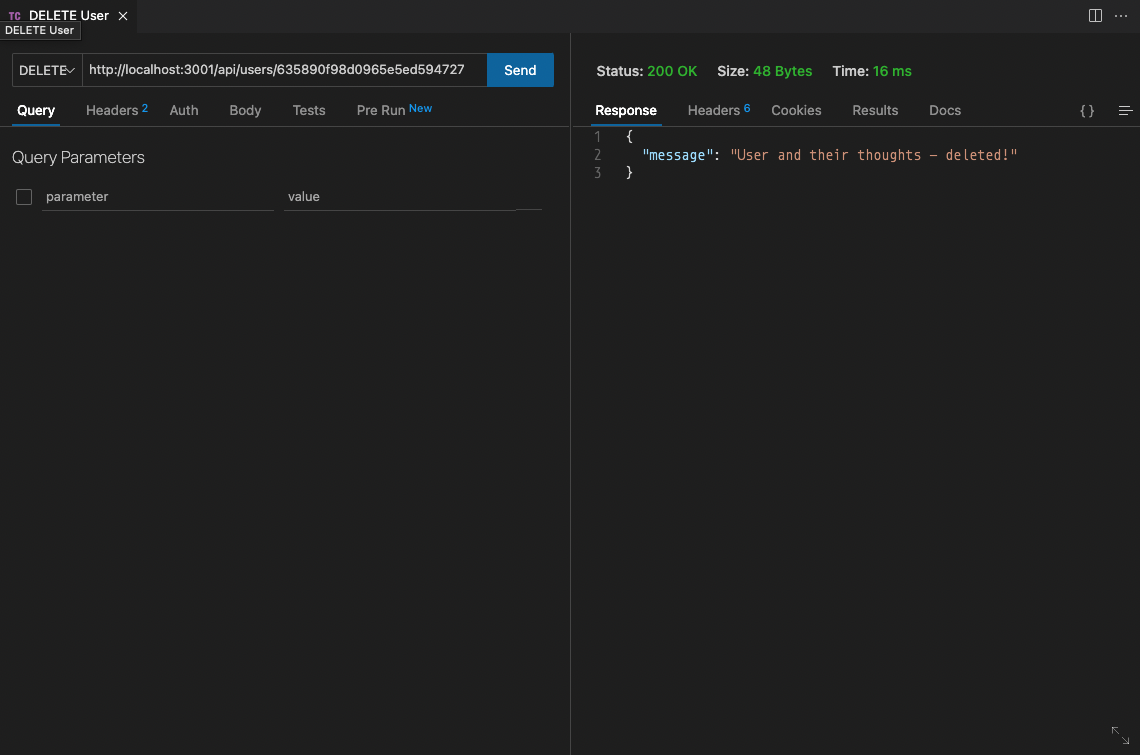 TC DELETE User
DELETE User
DELETE http://localhost:3001/api/users/635890f98d0965e5ed594727 Send
Query Headers 2 Auth Body Tests Pre Run New
Query Parameters
parameter value
Status: 200 OK Size: 48 Bytes Time: 16 ms
Response Headers 6 Cookies Results Docs { }
1 {
2 "message": "User and their thoughts - deleted!"
3 }